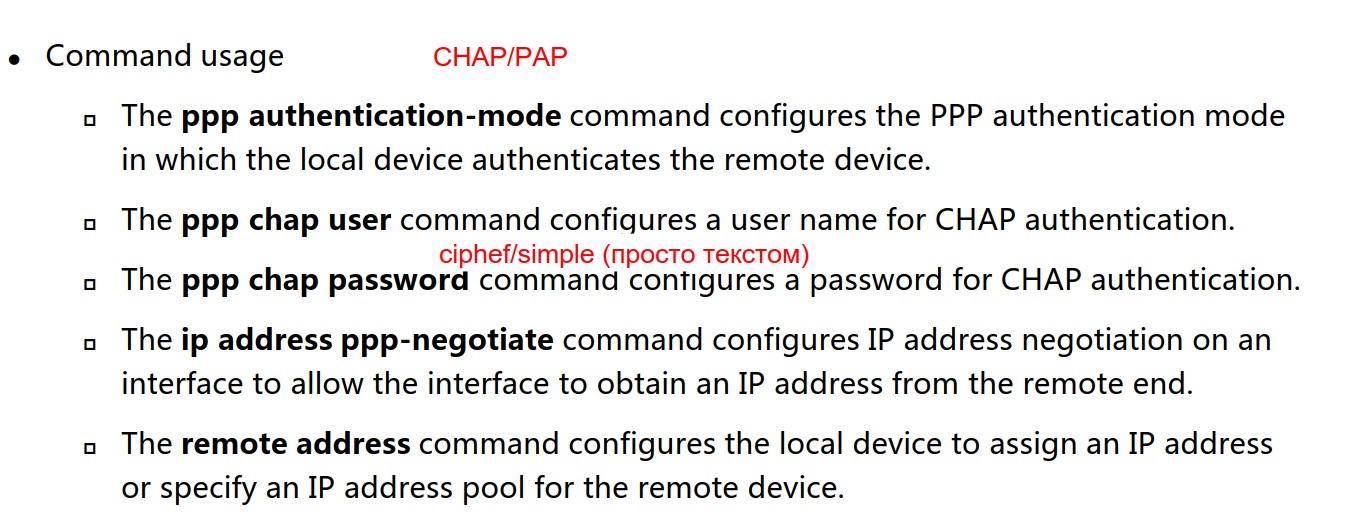 • Command usage CHAP/PAP
▫ The ppp authentication-mode command configures the PPP authentication mode
in which the local device authenticates the remote device.
▫ The ppp chap user command configures a user name for CHAP authentication.
ciphef/simple (просто текстом)
▫ The ppp chap password command configures a password for CHAP authentication.
▫ The ip address ppp-negotiate command configures IP address negotiation on an
interface to allow the interface to obtain an IP address from the remote end.
▫ The remote address command configures the local device to assign an IP address
or specify an IP address pool for the remote device.